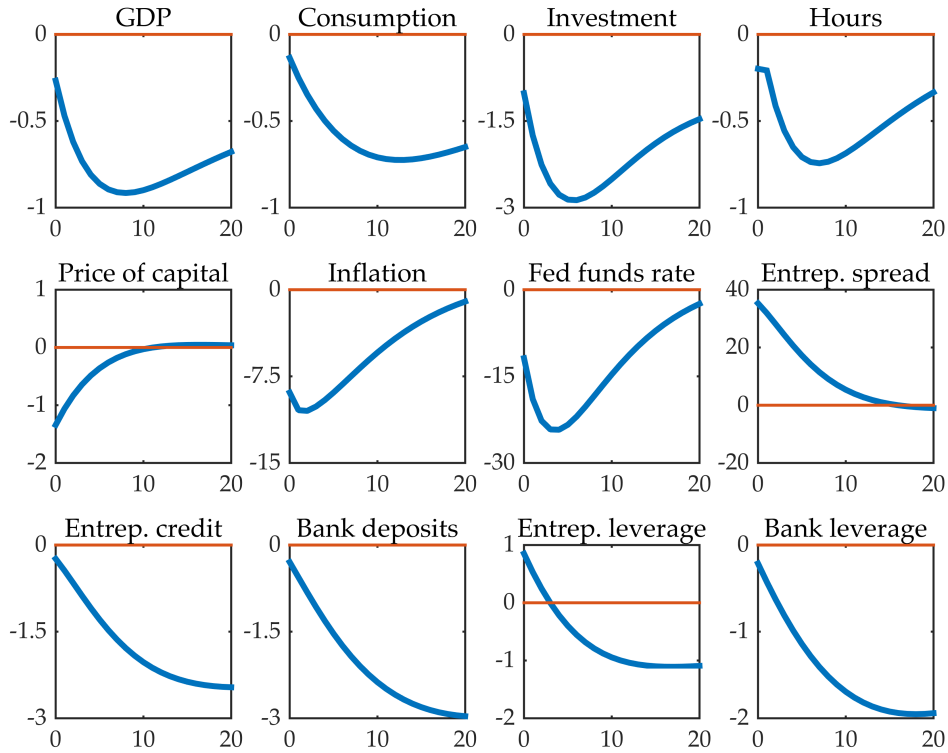 GDP
Consumption
Investment
Hours
0
-0.5
-1
0 10 20
0
-0.5
-1
0 10 20
0
-1.5
-3
0 10 20
0
-0.5
-1
0 10 20
Price of capital
Inflation
Fed funds rate
Entrep. spread
1
0
-1
-2
0 10 20
0
-7.5
-15
0 10 20
0
-15
-30
0 10 20
40
20
0
-20
0 10 20
Entrep. credit
Bank deposits
Entrep. leverage
Bank leverage
0
-1.5
-3
0 10 20
0
-1.5
-3
0 10 20
1
0
-1
-2
0 10 20
0
-1
-2
0 10 20